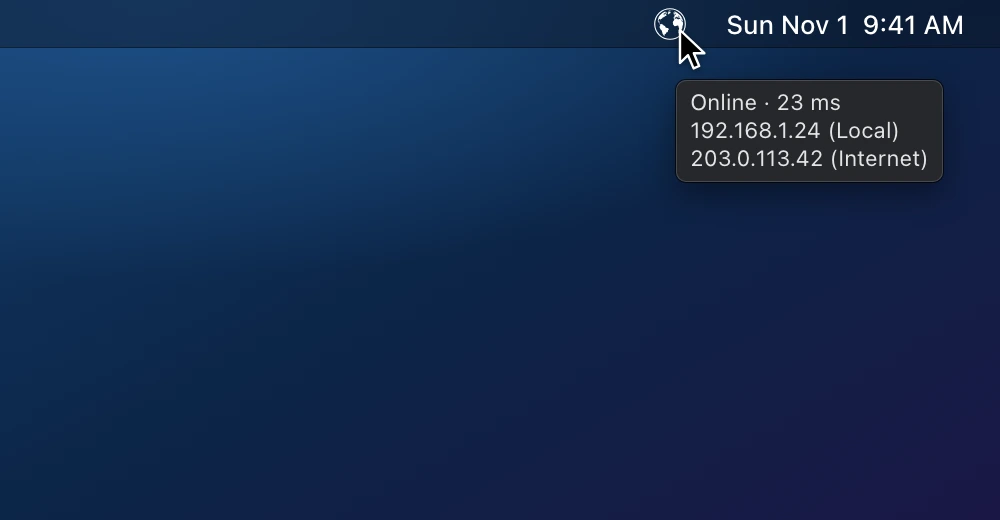 Sun Nov 1 9:41 AM
Online · 23 ms
192.168.1.24 (Local)
203.0.113.42 (Internet)